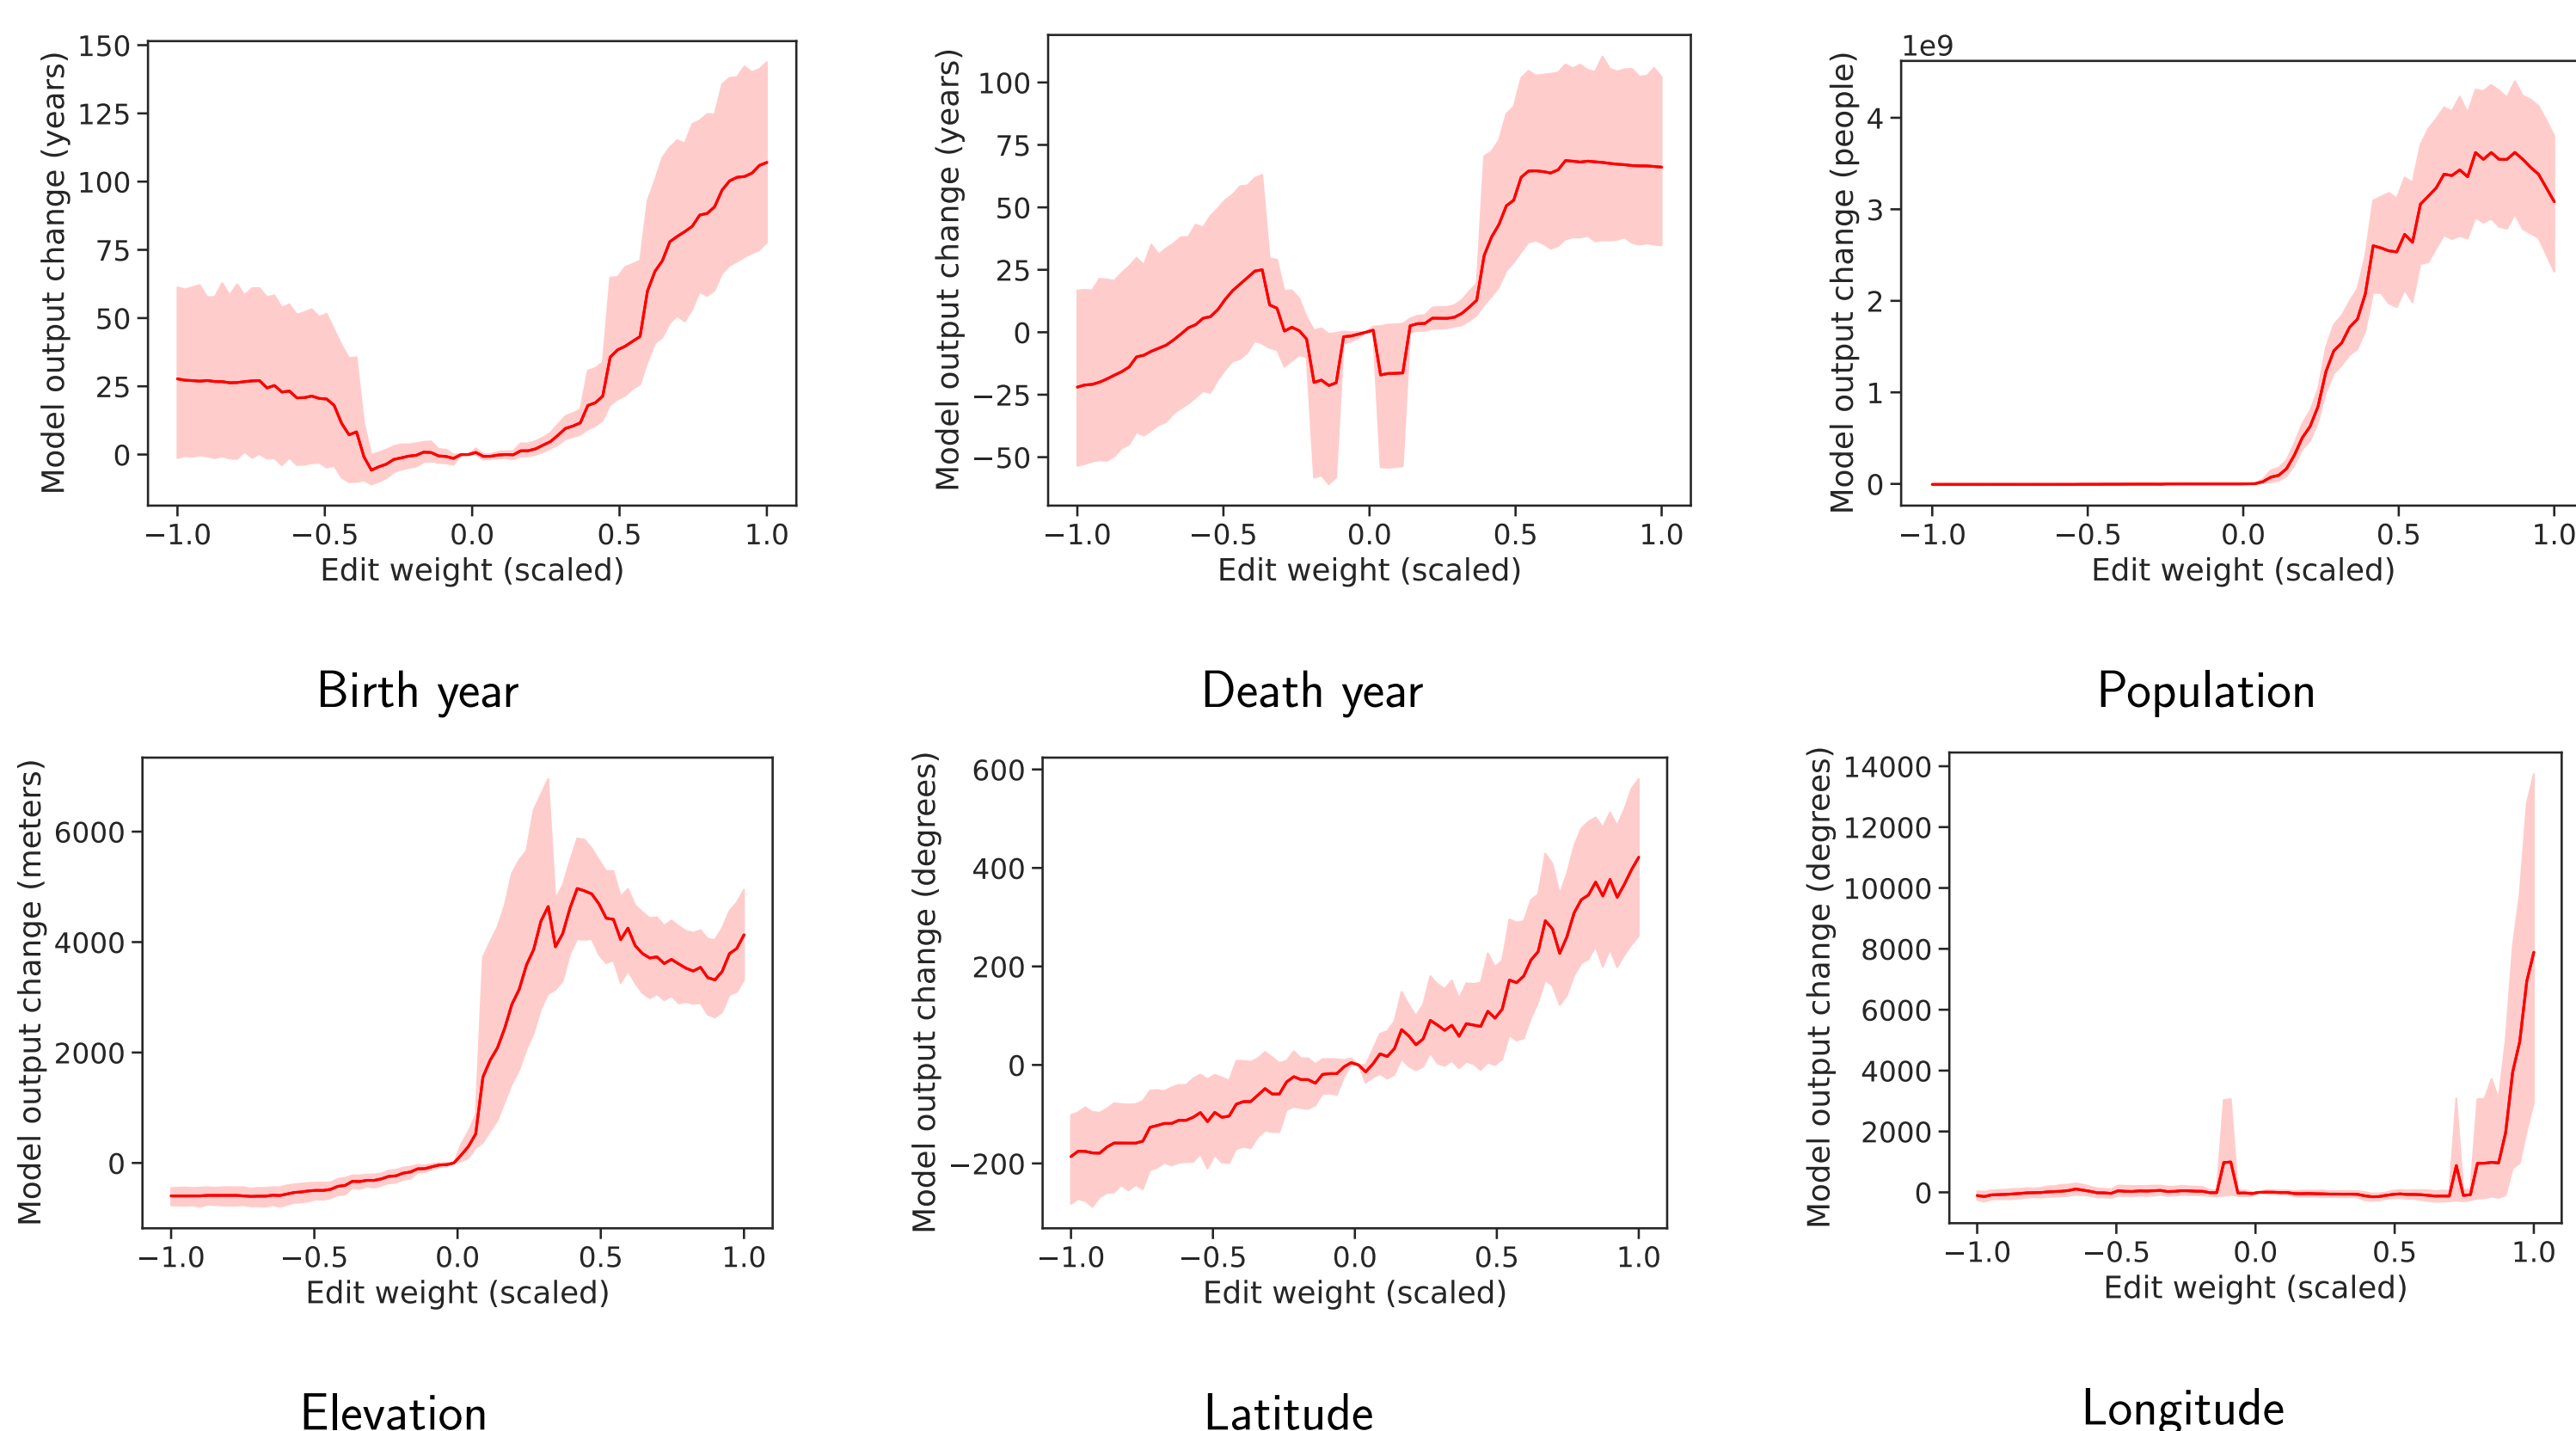 Model output change (years)
150
125
100
75
50
25
0
−1.0 −0.5 0.0 0.5 1.0
Edit weight (scaled)
Birth year
Model output change (years)
100
75
50
25
0
−25
−50
−1.0 −0.5 0.0 0.5 1.0
Edit weight (scaled)
Death year
1e9
Model output change (people)
4
3
2
1
0
−1.0 −0.5 0.0 0.5 1.0
Edit weight (scaled)
Population
Model output change (meters)
6000
4000
2000
0
−1.0 −0.5 0.0 0.5 1.0
Edit weight (scaled)
Elevation
Model output change (degrees)
600
400
200
0
−200
−1.0 −0.5 0.0 0.5 1.0
Edit weight (scaled)
Latitude
Model output change (degrees)
14000
12000
10000
8000
6000
4000
2000
0
−1.0 −0.5 0.0 0.5 1.0
Edit weight (scaled)
Longitude